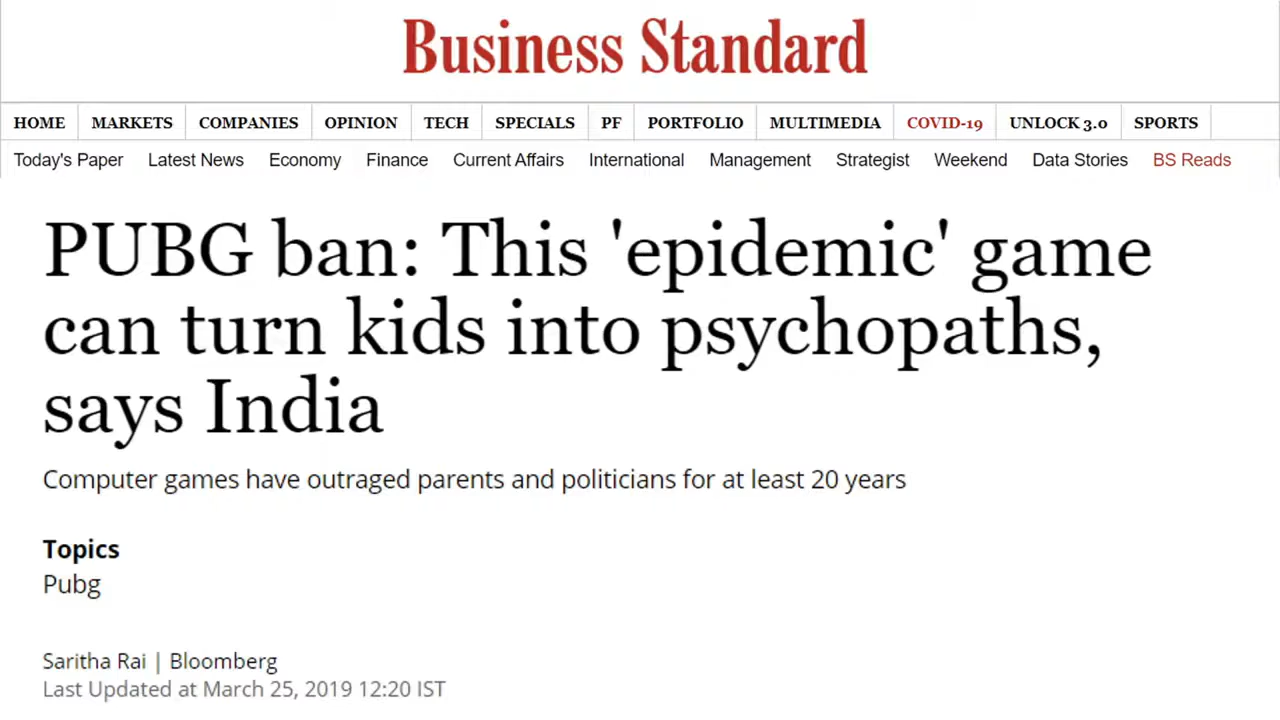 Business Standard
HOME MARKETS COMPANIES OPINION TECH SPECIALS PF PORTFOLIO MULTIMEDIA COVID-19 UNLOCK 3.0 SPORTS
Today's Paper Latest News Economy Finance Current Affairs International Management Strategist Weekend Data Stories BS Reads
PUBG ban: This 'epidemic' game
can turn kids into psychopaths,
says India
Computer games have outraged parents and politicians for at least 20 years
Topics
Pubg
Saritha Rai | Bloomberg
Last Updated at March 25, 2019 12:20 IST